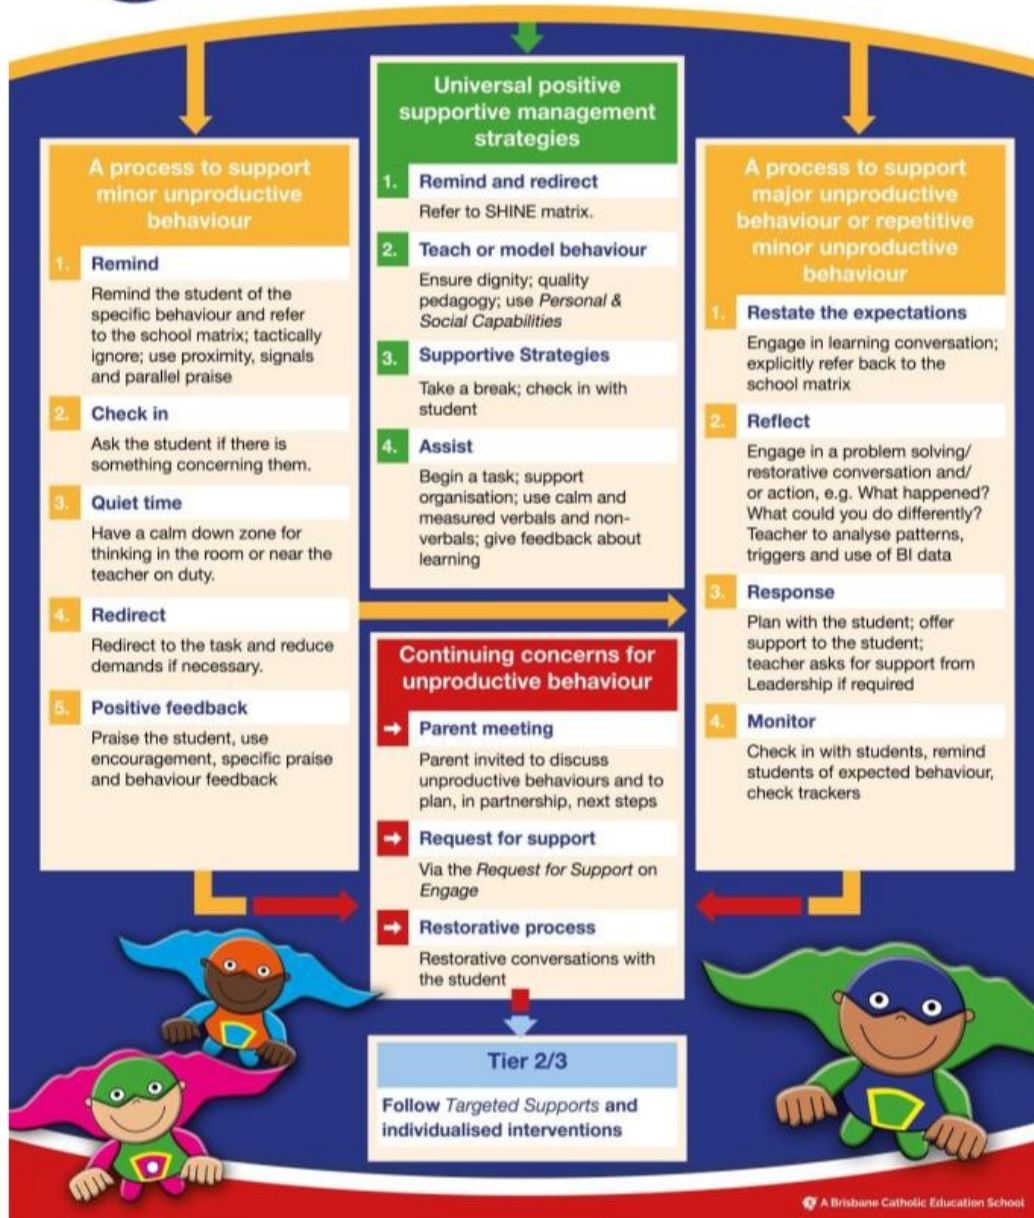 Universal positive
supportive management
strategies
1. Remind and redirect
Refer to SHINE matrix.
2. Teach or model behaviour
Ensure dignity; quality
pedagogy; use Personal &
Social Capabilities
3. Supportive Strategies
Take a break; check in with
student
4. Assist
Begin a task; support
organisation; use calm and
measured verbals and non-
verbals; give feedback about
learning
A process to support
minor unproductive
behaviour
1. Remind
Remind the student of the
specific behaviour and refer
to the school matrix; tactically
ignore; use proximity, signals
and parallel praise
2. Check in
Ask the student if there is
something concerning them.
3. Quiet time
Have a calm down zone for
thinking in the room or near the
teacher on duty.
4. Redirect
Redirect to the task and reduce
demands if necessary.
5. Positive feedback
Praise the student, use
encouragement, specific praise
and behaviour feedback
A process to support
major unproductive
behaviour or repetitive
minor unproductive
behaviour
1. Restate the expectations
Engage in learning conversation;
explicitly refer back to the
school matrix
2. Reflect
Engage in a problem solving/
restorative conversation and/
or action, e.g. What happened?
What could you do differently?
Teacher to analyse patterns,
triggers and use of BI data
3. Response
Plan with the student; offer
support to the student;
teacher asks for support from
Leadership if required
4. Monitor
Check in with students, remind
students of expected behaviour,
check trackers
Continuing concerns for
unproductive behaviour
Parent meeting
Parent invited to discuss
unproductive behaviours and to
plan, in partnership, next steps
Request for support
Via the Request for Support on
Engage
Restorative process
Restorative conversations with
the student
Tier 2/3
Follow Targeted Supports and
individualised interventions
A Brisbane Catholic Education School